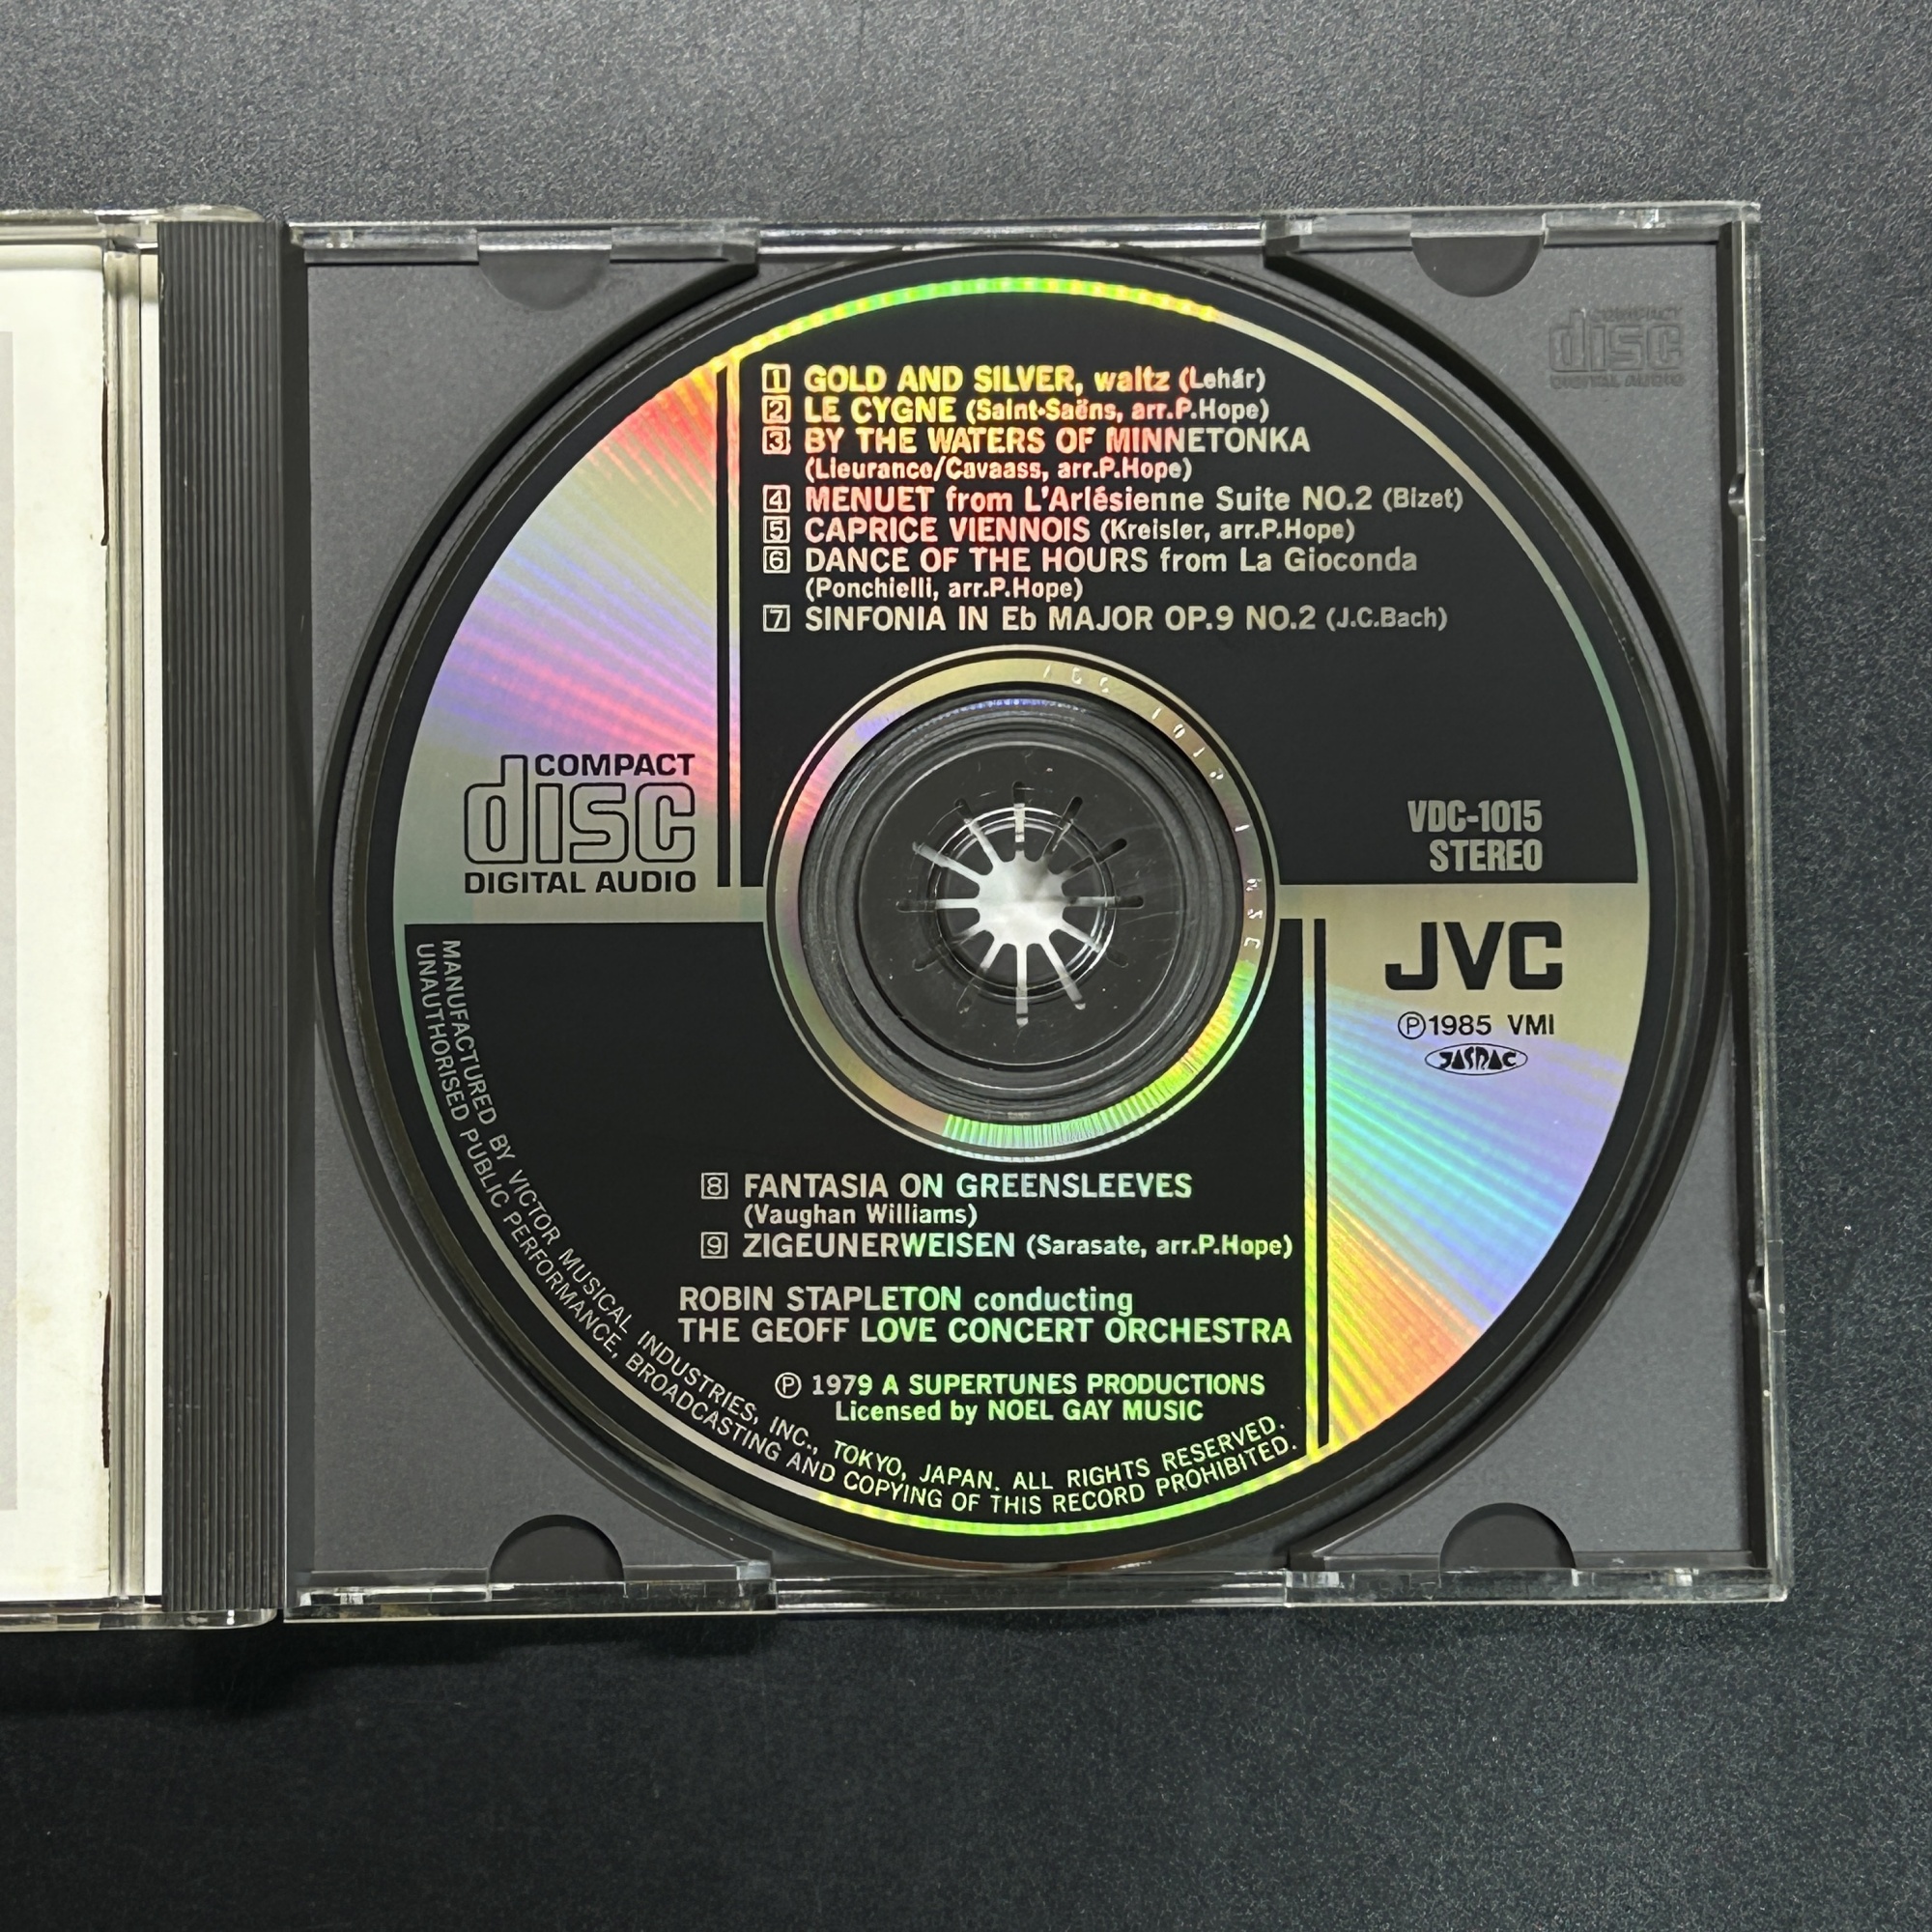 1 GOLD AND SILVER, waltz (Lehár)
2 LE CYGNE (Saint-Saëns, arr.P.Hope)
3 BY THE WATERS OF MINNETONKA
(Lieuranco/Cavaass, arr.P.Hope)
4 MENUET from L'Arlésienne Suite NO.2 (Bizet)
5 CAPRICE VIENNOIS (Kreisler, arr.P.Hope)
6 DANCE OF THE HOURS from La Gioconda
(Ponchielli, arr.P.Hope)
7 SINFONIA IN Eb MAJOR OP.9 NO.2 (J.C.Bach)
COMPACT
disc
DIGITAL AUDIO
COMPACT
disc
DIGITAL AUDIO
VDC-1015
STEREO
JVC
Ⓟ1985 VMI
JASRAC
8 FANTASIA ON GREENSLEEVES
(Vaughan Williams)
9 ZIGEUNERWEISEN (Sarasate, arr.P.Hope)
ROBIN STAPLETON conducting
THE GEOFF LOVE CONCERT ORCHESTRA
Ⓟ 1979 A SUPERTUNES PRODUCTIONS
Licensed by NOEL GAY MUSIC
MANUFACTURED BY VICTOR MUSICAL INDUSTRIES, INC., TOKYO, JAPAN. ALL RIGHTS RESERVED.
UNAUTHORISED PUBLIC PERFORMANCE, BROADCASTING AND COPYING OF THIS RECORD PROHIBITED.